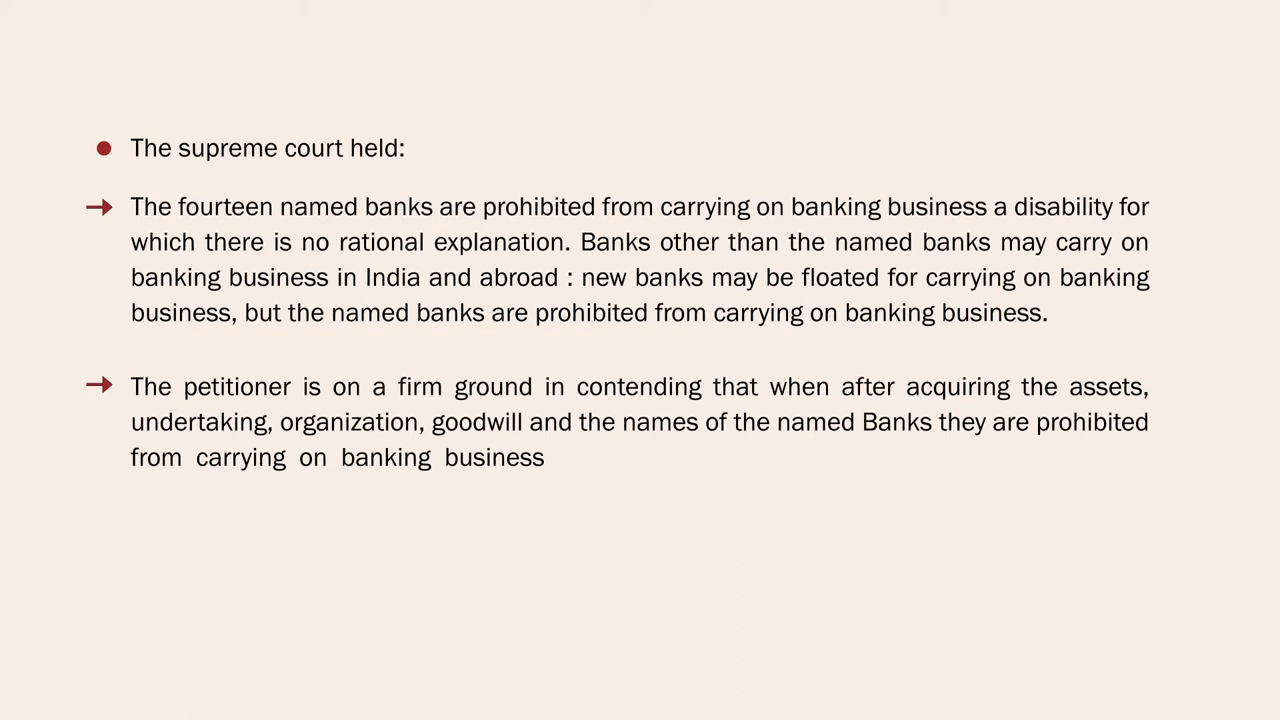 The supreme court held:
The fourteen named banks are prohibited from carrying on banking business a disability for
which there is no rational explanation. Banks other than the named banks may carry on
banking business in India and abroad : new banks may be floated for carrying on banking
business, but the named banks are prohibited from carrying on banking business.
The petitioner is on a firm ground in contending that when after acquiring the assets,
undertaking, organization, goodwill and the names of the named Banks they are prohibited
from carrying on banking business